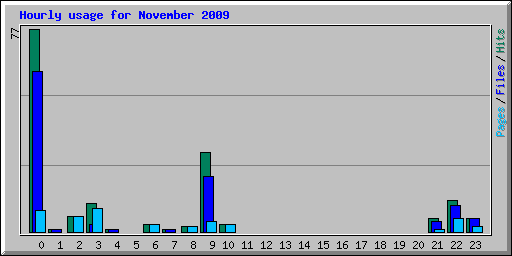 Hourly usage for November 2009
77
Pages/Files/Hits
0 1 2 3 4 5 6 7 8 9 10 11 12 13 14 15 16 17 18 19 20 21 22 23